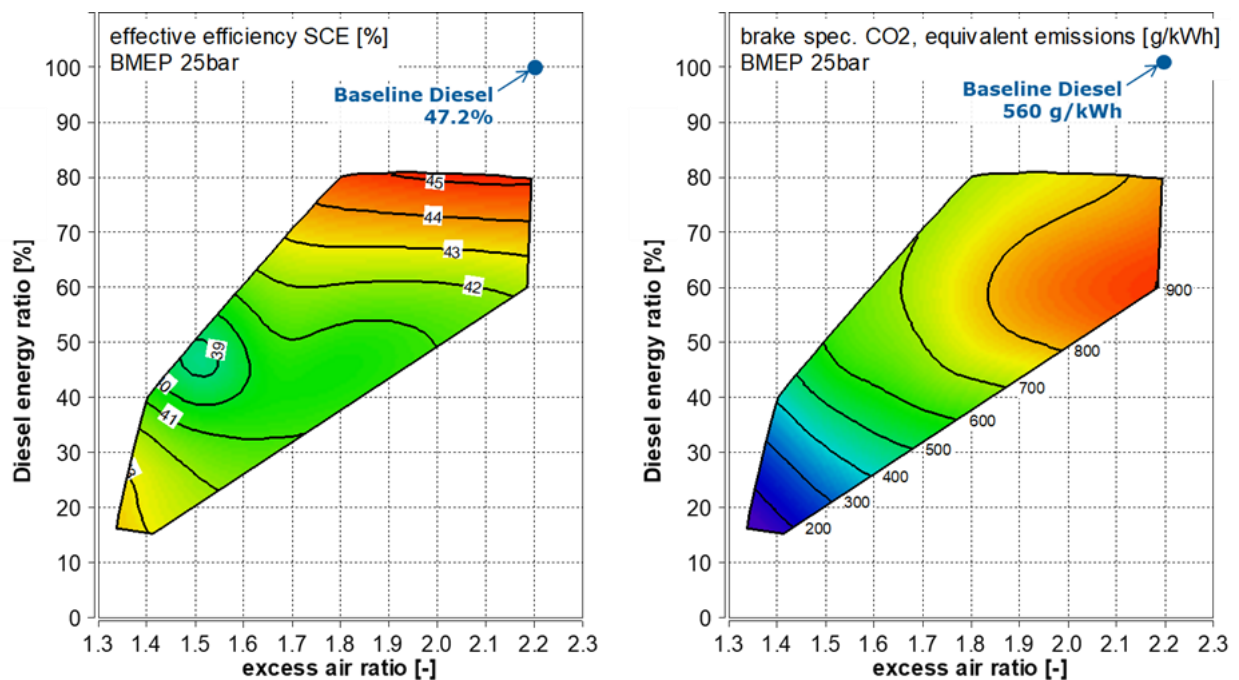 effective efficiency SCE [%]
BMEP 25bar
Baseline Diesel
47.2%
Diesel energy ratio [%]
100
90
80
70
60
50
40
30
20
10
0
45
44
43
42
39
0
41
1.3 1.4 1.5 1.6 1.7 1.8 1.9 2.0 2.1 2.2 2.3
excess air ratio [-]
brake spec. CO2, equivalent emissions [g/kWh]
BMEP 25bar
Baseline Diesel
560 g/kWh
Diesel energy ratio [%]
100
90
80
70
60
50
40
30
20
10
0
900
800
700
600
500
400
300
200
1.3 1.4 1.5 1.6 1.7 1.8 1.9 2.0 2.1 2.2 2.3
excess air ratio [-]